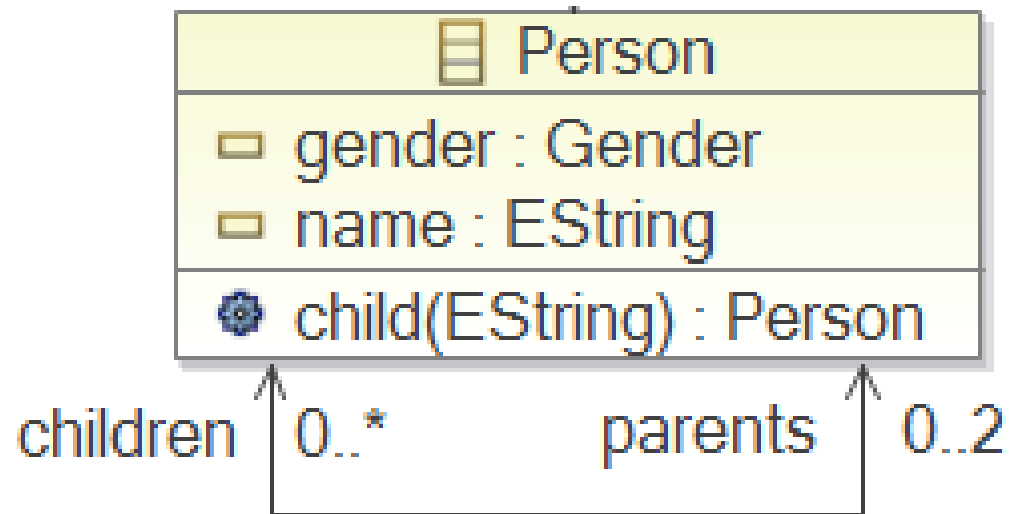 Person
gender : Gender
name : EString
child(EString) : Person
children 0..* parents 0..2